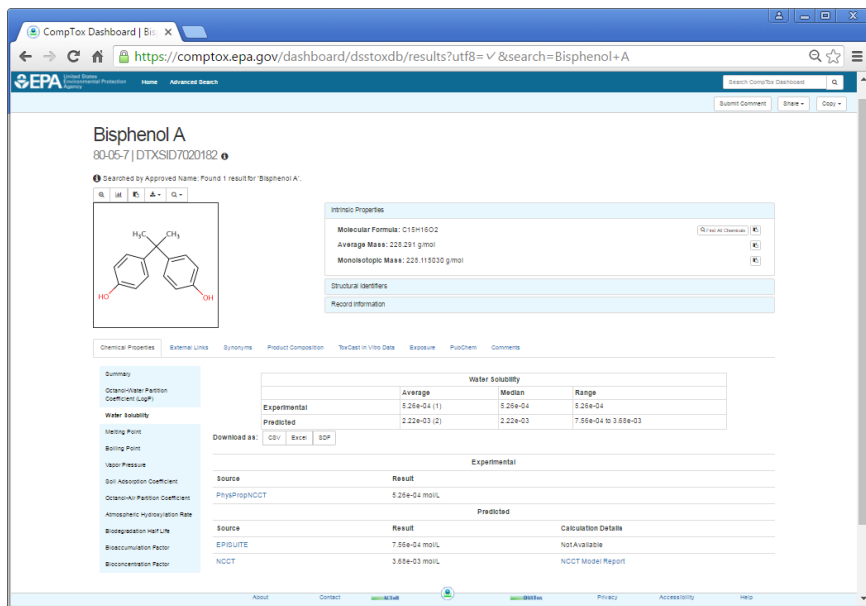 CompTox Dashboard | Bis
https://comptox.epa.gov/dashboard/dsstoxdb/results?utf8=✓&search=Bisphenol+A
EPA United States Environmental Protection Agency Home Advanced Search Search CompTox Dashboard
Submit Comment Share Copy
Bisphenol A
80-05-7 | DTXSID7020182
Searched by Approved Name: Found 1 result for 'Bisphenol A'.
H3C CH3
HO OH
Intrinsic Properties
Molecular Formula: C15H16O2 Find All Chemicals
Average Mass: 228.291 g/mol
Monoisotopic Mass: 228.115030 g/mol
Structural Identifiers
Record Information
Chemical Properties External Links Synonyms Product Composition ToxCast in Vitro Data Exposure PubChem Comments
Summary
Octanol-Water Partition
Coefficient (LogP)
Water Solubility
Melting Point
Boiling Point
Vapor Pressure
Soil Adsorption Coefficient
Octanol-Air Partition Coefficient
Atmospheric Hydroxylation Rate
Biodegradation Half Life
Bioaccumulation Factor
Bioconcentration Factor
Water Solubility
Average Median Range
Experimental 5.26e-04 (1) 5.26e-04 5.26e-04
Predicted 2.22e-03 (2) 2.22e-03 7.56e-04 to 3.68e-03
Download as: CSV Excel SDF
Experimental
Source Result
PhysPropNCCT 5.26e-04 mol/L
Predicted
Source Result Calculation Details
EPISUITE 7.56e-04 mol/L Not Available
NCCT 3.68e-03 mol/L NCCT Model Report
About Contact ACToR DSSTox Privacy Accessibility Help